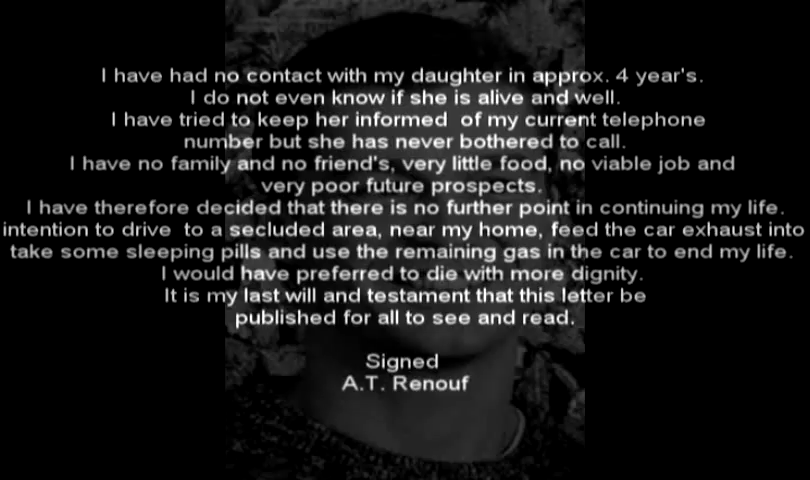 I have had no contact with my daughter in approx. 4 year's.
I do not even know if she is alive and well.
I have tried to keep her informed of my current telephone
number but she has never bothered to call.
I have no family and no friend's, very little food, no viable job and
very poor future prospects.
I have therefore decided that there is no further point in continuing my life.
intention to drive to a secluded area, near my home, feed the car exhaust into
take some sleeping pills and use the remaining gas in the car to end my life.
I would have preferred to die with more dignity.
It is my last will and testament that this letter be
published for all to see and read.
Signed
A.T. Renouf